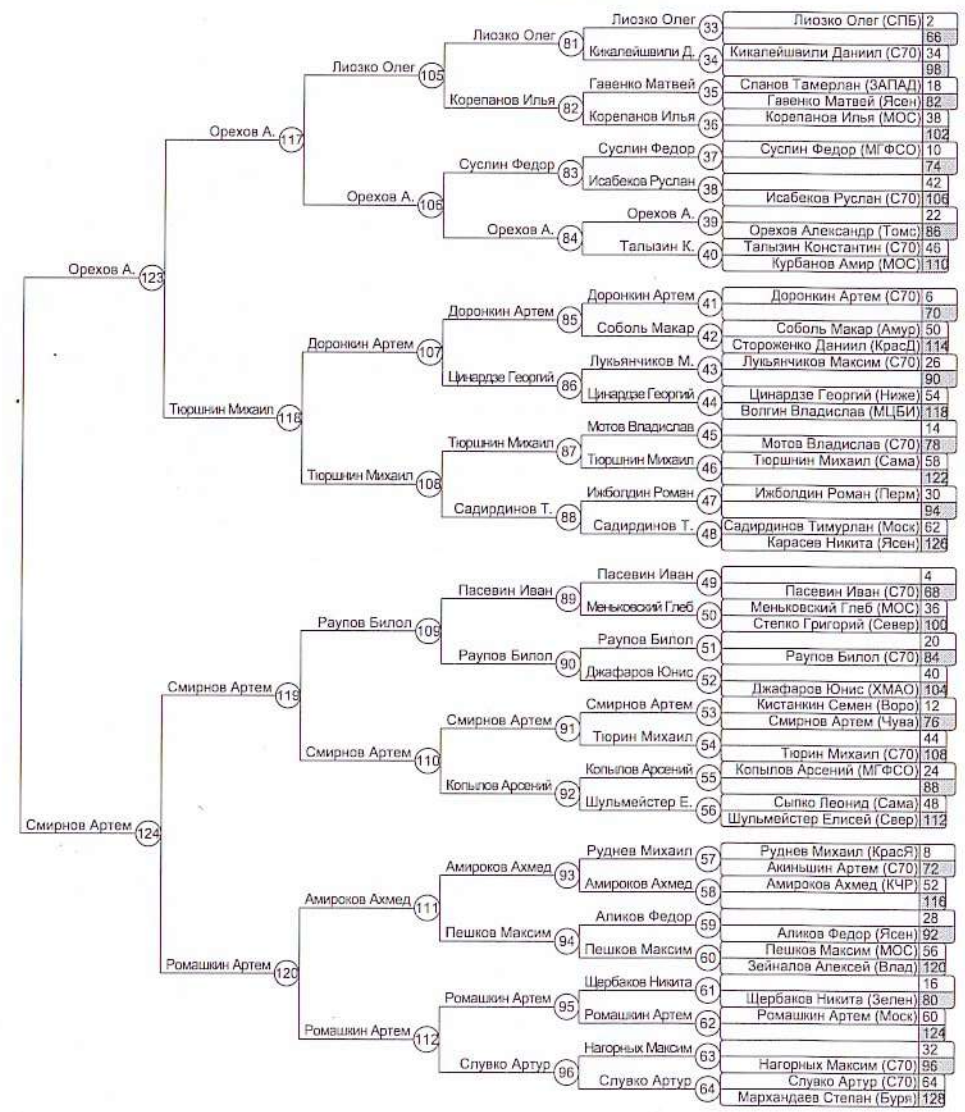 Лиозко Олег 33 Лиозко Олег (СПБ) 2
Лиозко Олег 81 66
Кикалейшвили Д. 34 Кикалейшвили Даниил (С70) 34
Лиозко Олег 105 98
Гавенко Матвей 35 Сланов Тамерлан (ЗАПАД) 18
Корепанов Илья 82 Гавенко Матвей (Ясен) 82
Корепанов Илья 36 Корепанов Илья (МОС) 38
Орехов А. 117 102
Суслин Федор 37 Суслин Федор (МГФСО) 10
Суслин Федор 83 74
Исабеков Руслан 38 42
Орехов А. 106 Исабеков Руслан (С70) 106
Орехов А. 39 22
Орехов А. 84 Орехов Александр (Томс) 86
Талызин К. 40 Талызин Константин (С70) 46
Курбанов Амир (МОС) 110
Орехов А. 123
Доронкин Артем 41 Доронкин Артем (С70) 6
Доронкин Артем 85 70
Соболь Макар 42 Соболь Макар (Амур) 50
Доронкин Артем 107 Стороженко Даниил (КрасД) 114
Лукьянчиков М. 43 Лукьянчиков Максим (С70) 26
Цинардзе Георгий 86 90
Цинардзе Георгий 44 Цинардзе Георгий (Ниже) 54
Тюршнин Михаил 118 Волгин Владислав (МЦБИ) 118
Мотов Владислав 45 14
Тюршнин Михаил 87 Мотов Владислав (С70) 78
Тюршнин Михаил 46 Тюршнин Михаил (Сама) 58
Тюршнин Михаил 108 122
Ижболдин Роман 47 Ижболдин Роман (Перм) 30
Садирдинов Т. 88 94
Садирдинов Т. 48 Садирдинов Тимурлан (Моск) 62
Карасев Никита (Ясен) 126
Пасевин Иван 49 4
Пасевин Иван 89 Пасевин Иван (С70) 68
Меньковский Глеб 50 Меньковский Глеб (МОС) 36
Раупов Билол 109 Степко Григорий (Север) 100
Раупов Билол 51 20
Раупов Билол 90 Раупов Билол (С70) 84
Джафаров Юнис 52 40
Смирнов Артем 119 Джафаров Юнис (ХМАО) 104
Смирнов Артем 53 Кистанкин Семен (Воро) 12
Смирнов Артем 91 Смирнов Артем (Чува) 76
Тюрин Михаил 54 44
Смирнов Артем 110 Тюрин Михаил (С70) 108
Копылов Арсений 55 Копылов Арсений (МГФСО) 24
Копылов Арсений 92 88
Шульмейстер Е. 56 Сыпко Леонид (Сама) 48
Шульмейстер Елисей (Свер) 112
Смирнов Артем 124
Руднев Михаил 57 Руднев Михаил (КрасЯ) 8
Амироков Ахмед 93 Акиньшин Артем (С70) 72
Амироков Ахмед 58 Амироков Ахмед (КЧР) 52
Амироков Ахмед 111 116
Аликов Федор 59 28
Пешков Максим 94 Аликов Федор (Ясен) 92
Пешков Максим 60 Пешков Максим (МОС) 56
Ромашкин Артем 120 Зейналов Алексей (Влад) 120
Щербаков Никита 61 16
Ромашкин Артем 95 Щербаков Никита (Зелен) 80
Ромашкин Артем 62 Ромашкин Артем (Моск) 60
Ромашкин Артем 112 124
Нагорных Максим 63 32
Слувко Артур 96 Нагорных Максим (С70) 96
Слувко Артур 64 Слувко Артур (С70) 64
Мархандаев Степан (Буря) 128